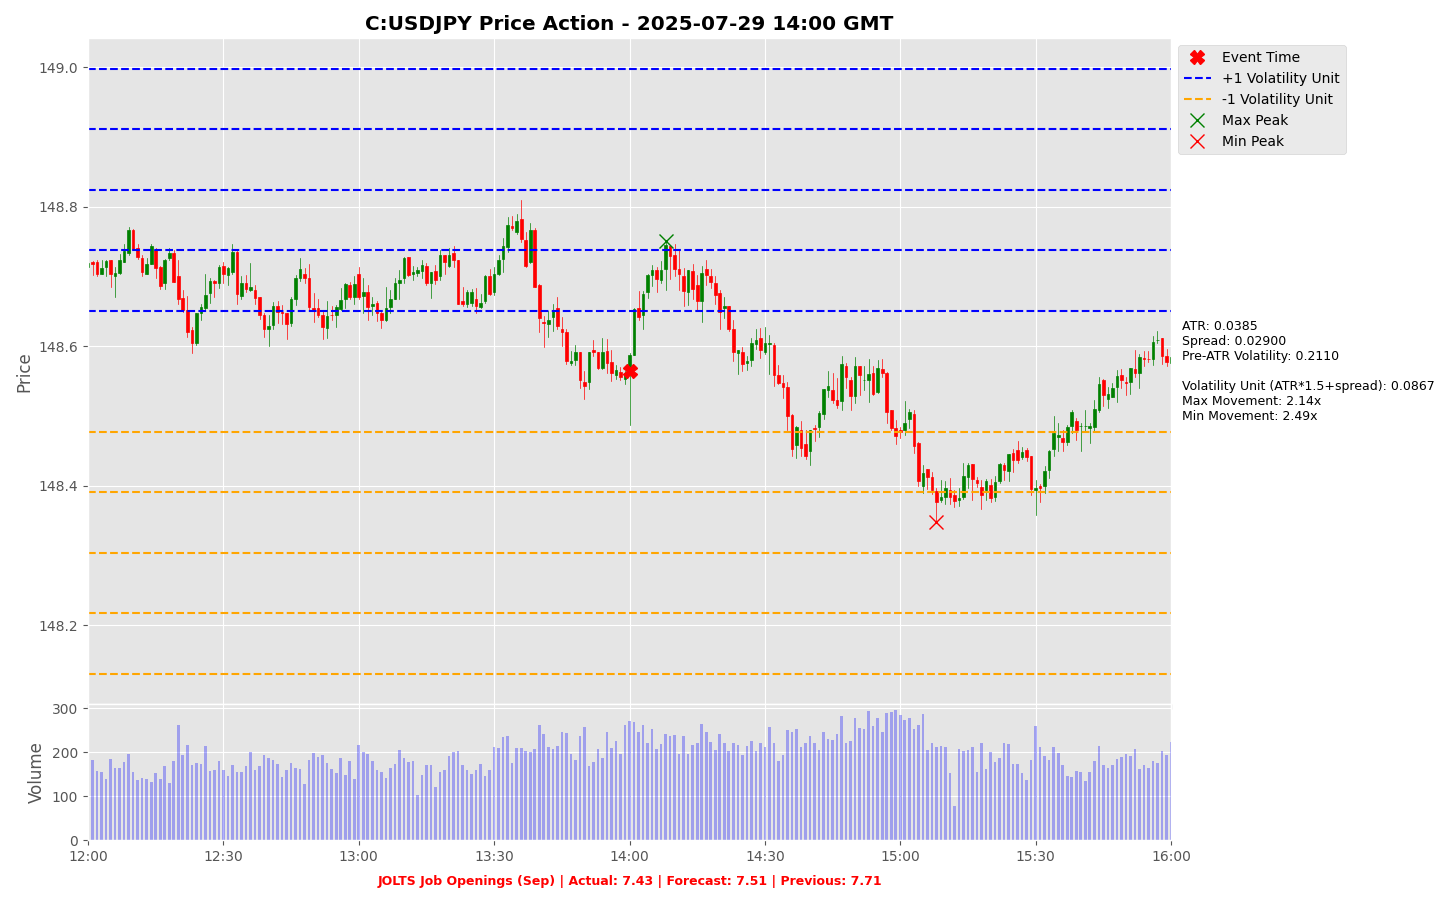 C:USDJPY Price Action - 2025-07-29 14:00 GMT
Event Time
+1 Volatility Unit
-1 Volatility Unit
Max Peak
Min Peak
Price
149.0
148.8
148.6
148.4
148.2
ATR: 0.0385
Spread: 0.02900
Pre-ATR Volatility: 0.2110
Volatility Unit (ATR*1.5+spread): 0.0867
Max Movement: 2.14x
Min Movement: 2.49x
Volume
300
200
100
0
12:00 12:30 13:00 13:30 14:00 14:30 15:00 15:30 16:00
JOLTS Job Openings (Sep) | Actual: 7.43 | Forecast: 7.51 | Previous: 7.71